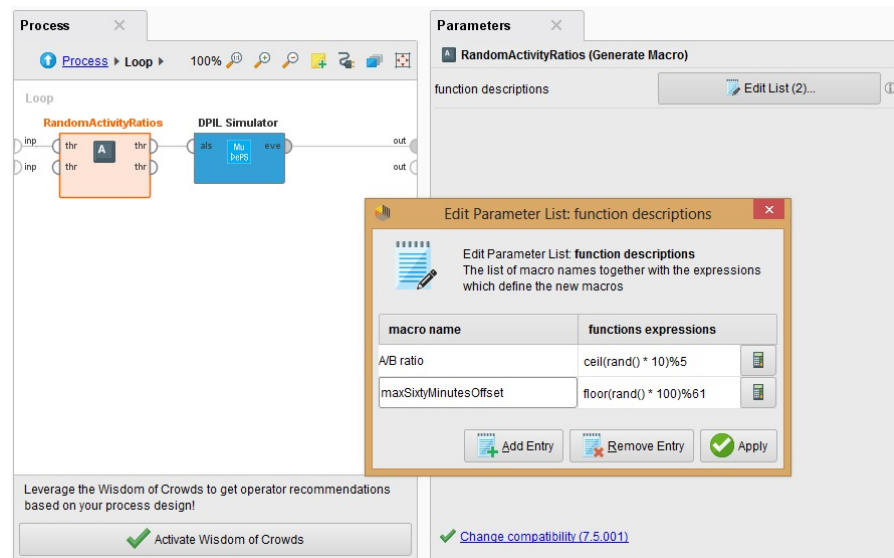 Process
Parameters
Process Loop
100%
RandomActivityRatios (Generate Macro)
function descriptions
Edit List (2)...
Loop
RandomActivityRatios
DPIL Simulator
inp
thr
A
thr
als
Mu
DePS
eve
out
inp
thr
thr
out
Edit Parameter List: function descriptions
Edit Parameter List: function descriptions
The list of macro names together with the expressions
which define the new macros
macro name
functions expressions
A/B ratio
ceil(rand() * 10)%5
maxSixtyMinutesOffset
floor(rand() * 100)%61
Add Entry
Remove Entry
Apply
Leverage the Wisdom of Crowds to get operator recommendations
based on your process design!
Activate Wisdom of Crowds
Change compatibility (7.5.001)